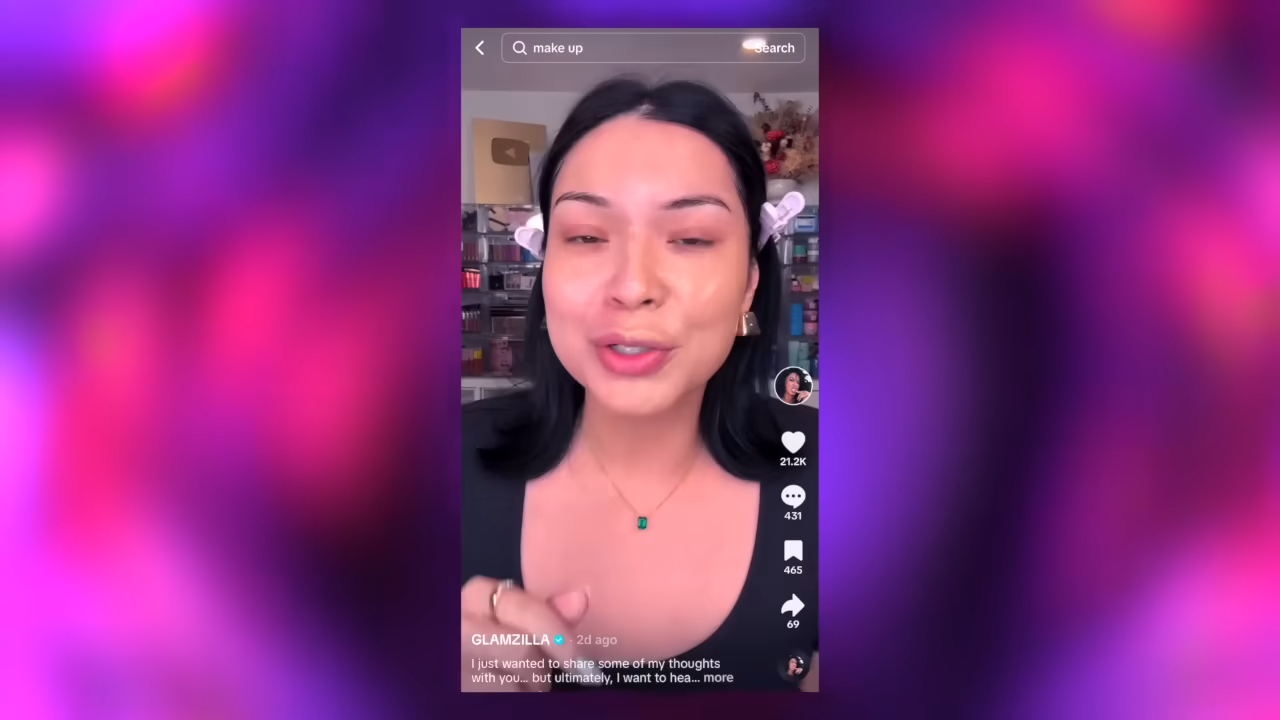 make up
Search
21.2K
431
465
69
GLAMZILLA · 2d ago
I just wanted to share some of my thoughts
with you... but ultimately, I want to hea... more